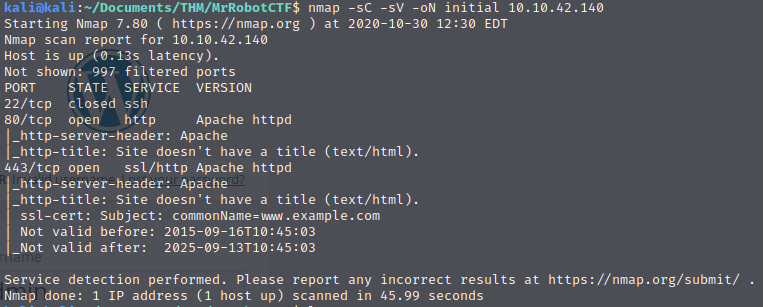 kali@kali:~/Documents/THM/MrRobotCTF$ nmap -sC -sV -oN initial 10.10.42.140
Starting Nmap 7.80 ( https://nmap.org ) at 2020-10-30 12:30 EDT
Nmap scan report for 10.10.42.140
Host is up (0.13s latency).
Not shown: 997 filtered ports
PORT    STATE  SERVICE  VERSION
22/tcp  closed ssh
80/tcp  open   http     Apache httpd
|_http-server-header: Apache
|_http-title: Site doesn't have a title (text/html).
443/tcp open   ssl/http Apache httpd
|_http-server-header: Apache
|_http-title: Site doesn't have a title (text/html).
| ssl-cert: Subject: commonName=www.example.com
| Not valid before: 2015-09-16T10:45:03
|_Not valid after:  2025-09-13T10:45:03
Service detection performed. Please report any incorrect results at https://nmap.org/submit/ .
Nmap done: 1 IP address (1 host up) scanned in 45.99 seconds